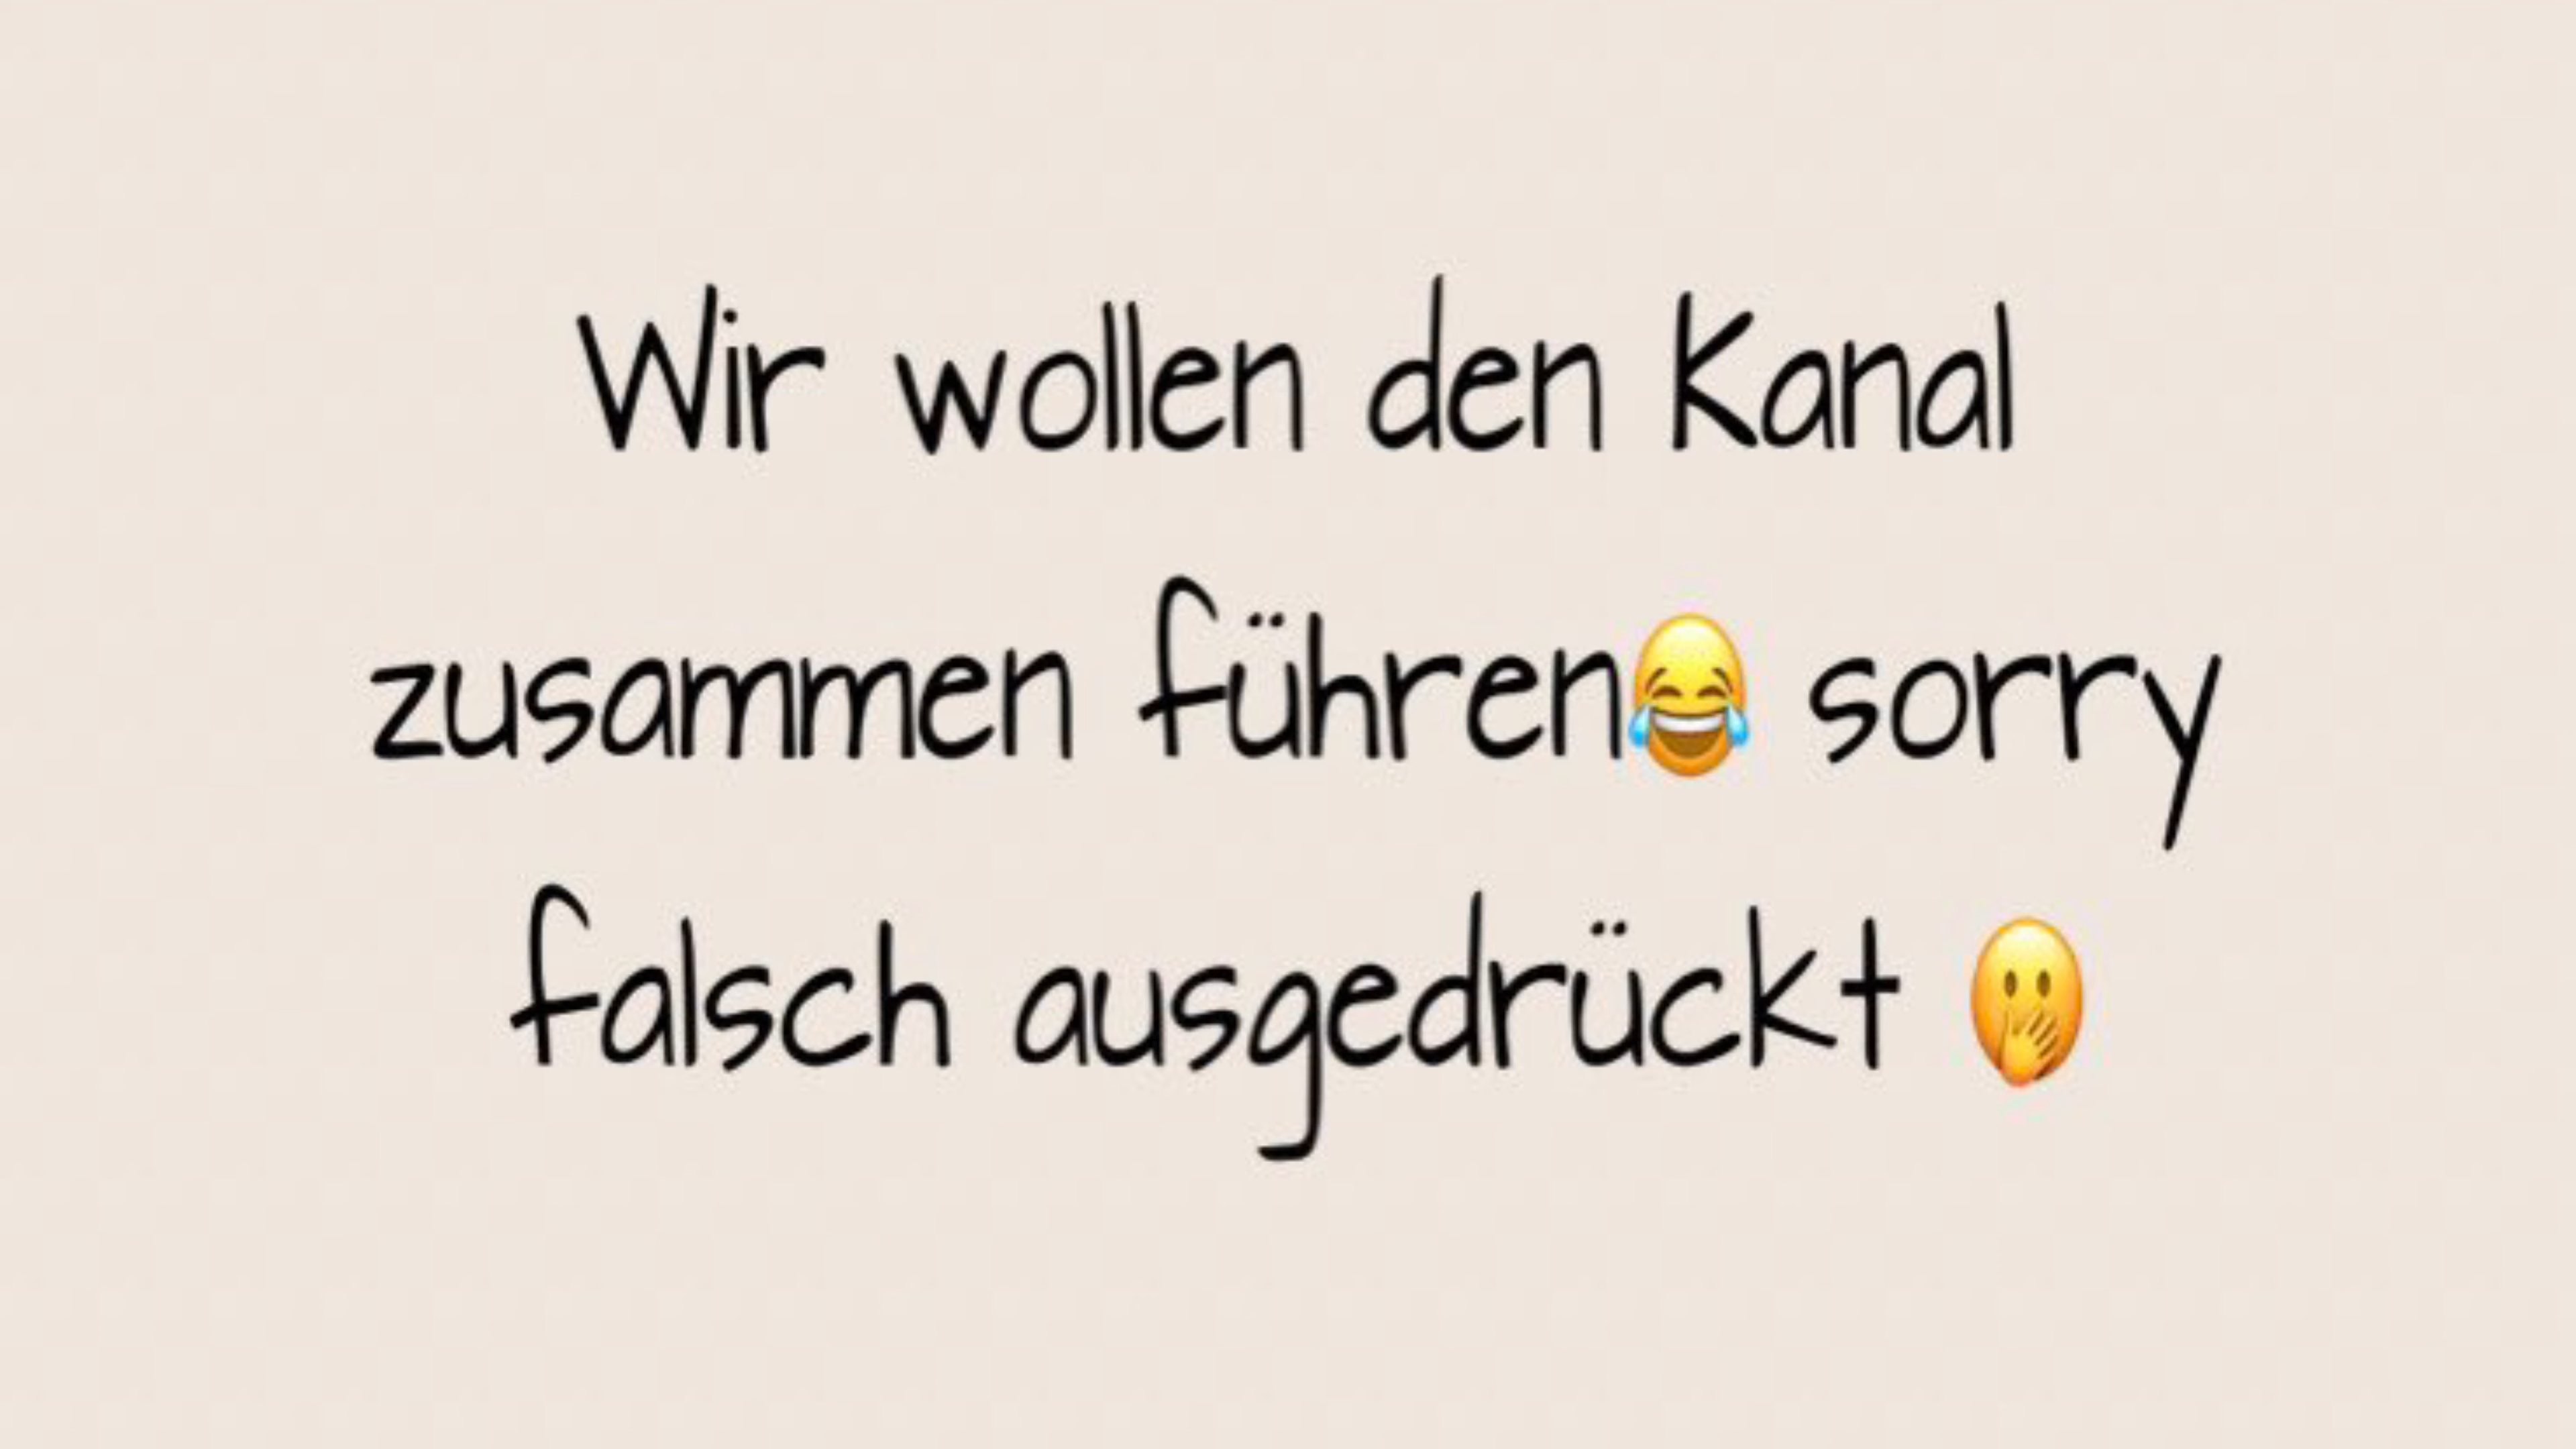 Wir wollen den Kanal
zusammen führen😂 sorry
falsch ausgedrückt 🫢